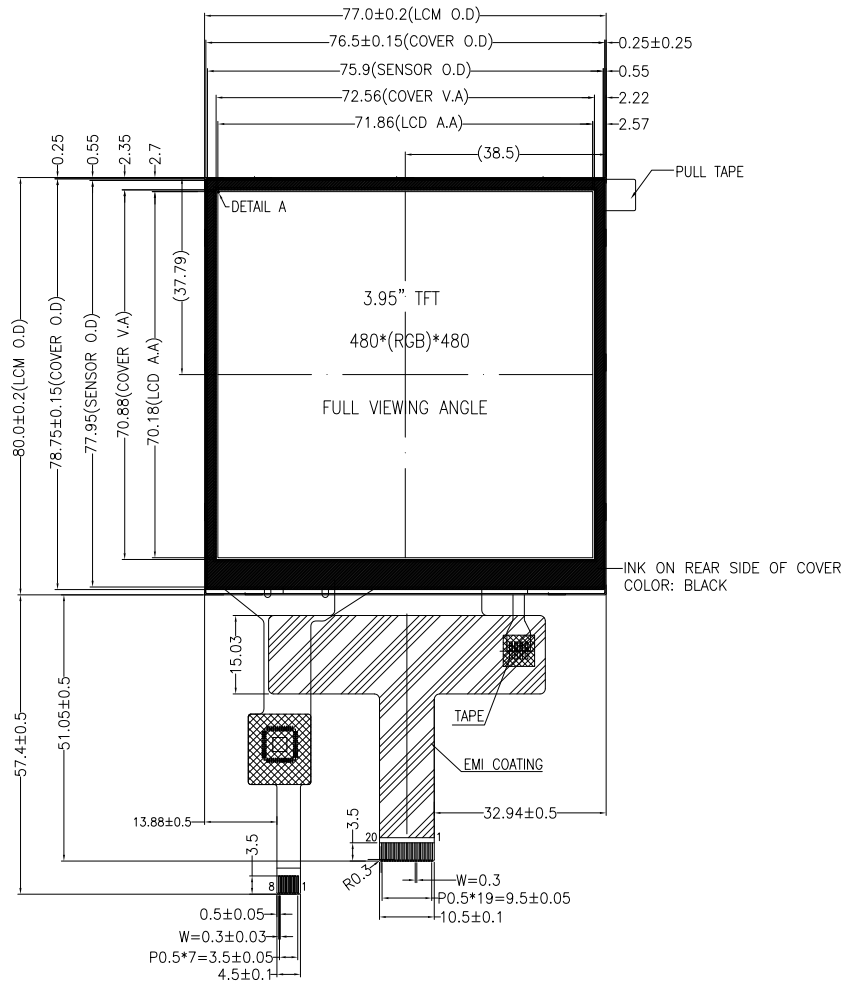 77.0±0.2(LCM O.D)
76.5±0.15(COVER O.D)
0.25±0.25
75.9(SENSOR O.D)
0.55
72.56(COVER V.A)
2.22
71.86(LCD A.A)
2.57
(38.5)
0.25
0.55
2.35
2.7
PULL TAPE
DETAIL A
(37.79)
3.95" TFT
480*(RGB)*480
FULL VIEWING ANGLE
80.0±0.2(LCM O.D)
78.75±0.15(COVER O.D)
77.95(SENSOR O.D)
70.88(COVER V.A)
70.18(LCD A.A)
INK ON REAR SIDE OF COVER
COLOR: BLACK
15.03
57.4±0.5
51.05±0.5
TAPE
EMI COATING
13.88±0.5
32.94±0.5
3.5
3.5
20
1
R0.3
W=0.3
8
1
P0.5*19=9.5±0.05
0.5±0.05
10.5±0.1
W=0.3±0.03
P0.5*7=3.5±0.05
4.5±0.1